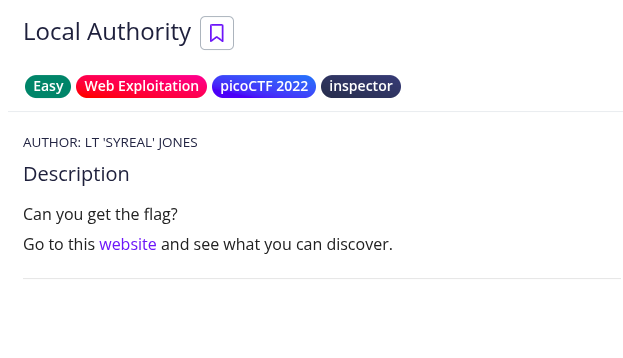 Local Authority
Easy Web Exploitation picoCTF 2022 inspector
AUTHOR: LT 'SYREAL' JONES
Description
Can you get the flag?
Go to this website and see what you can discover.